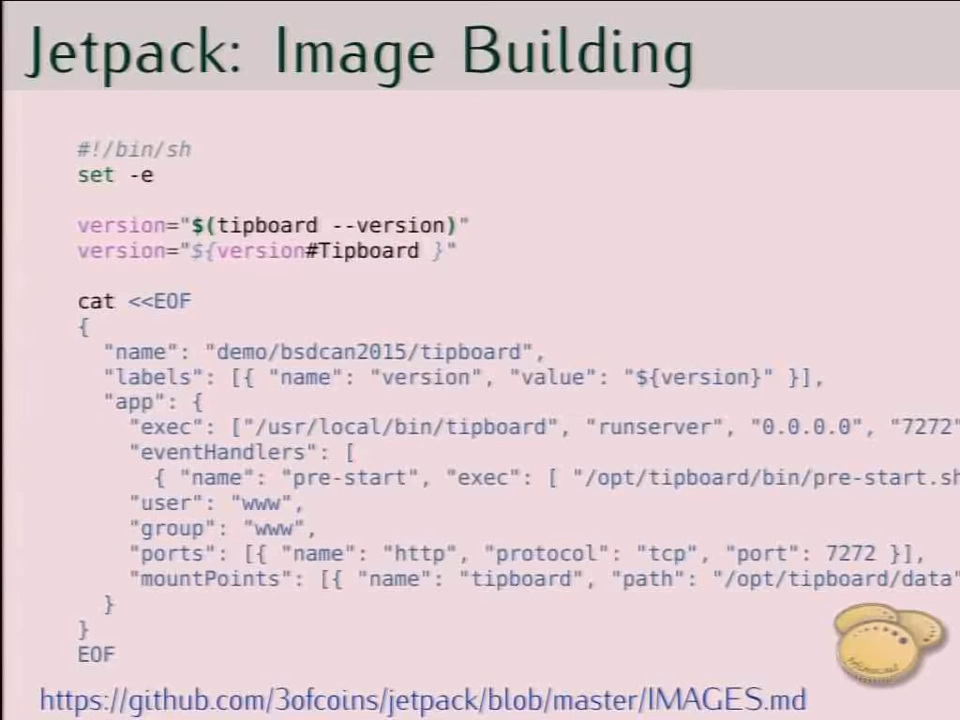 Jetpack: Image Building
#!/bin/sh
set -e
version="$(tipboard --version)"
version="${version#Tipboard }"
cat <<EOF
{
  "name": "demo/bsdcan2015/tipboard",
  "labels": [{ "name": "version", "value": "${version}" }],
  "app": {
    "exec": ["/usr/local/bin/tipboard", "runserver", "0.0.0.0", "7272"
    "eventHandlers": [
      { "name": "pre-start", "exec": [ "/opt/tipboard/bin/pre-start.sh
    "user": "www",
    "group": "www",
    "ports": [{ "name": "http", "protocol": "tcp", "port": 7272 }],
    "mountPoints": [{ "name": "tipboard", "path": "/opt/tipboard/data"
  }
}
EOF
https://github.com/3ofcoins/jetpack/blob/master/IMAGES.md